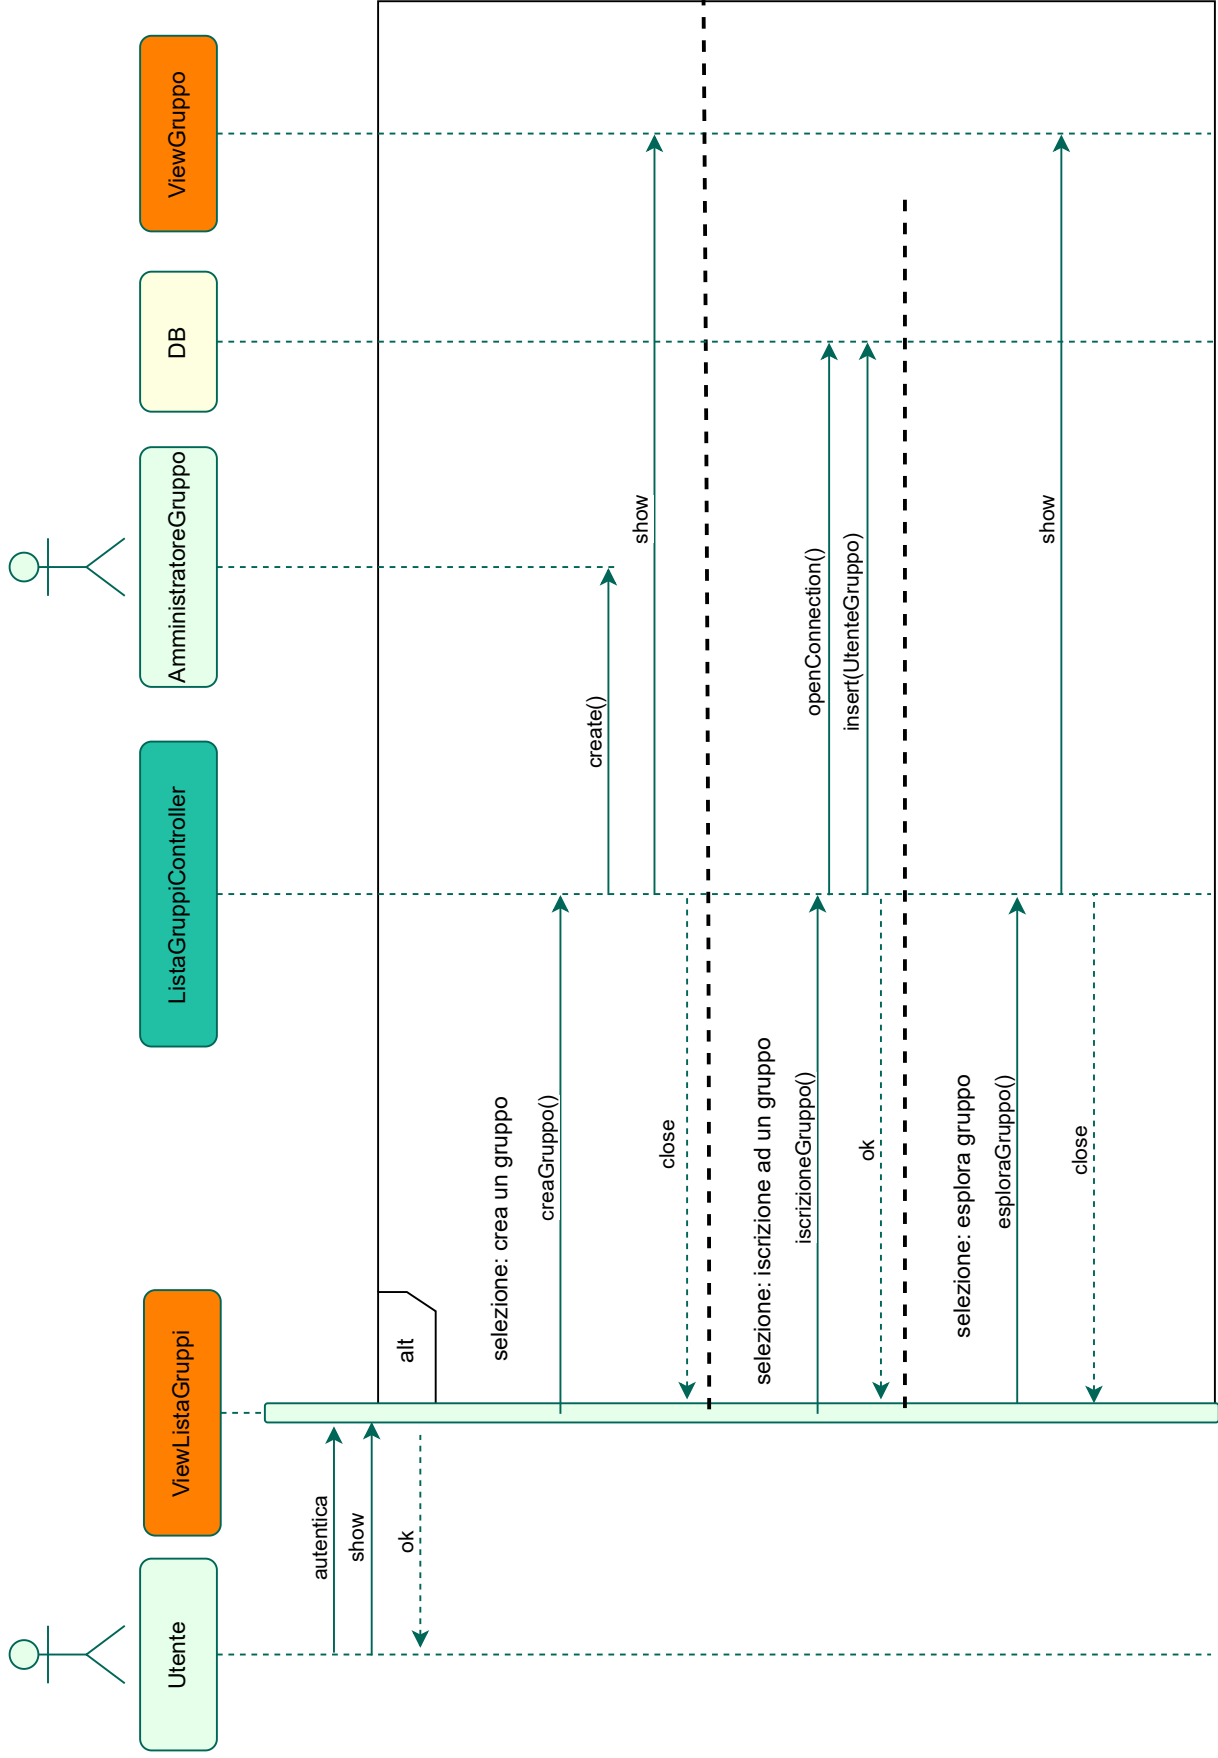 Utente
ViewListaGruppi
ListaGruppiController
AmministratoreGruppo
DB
ViewGruppo
autentica
show
ok
alt
selezione: crea un gruppo
creaGruppo()
create()
show
close
selezione: iscrizione ad un gruppo
iscrizioneGruppo()
openConnection()
insert(UtenteGruppo)
ok
selezione: esplora gruppo
esploraGruppo()
show
close